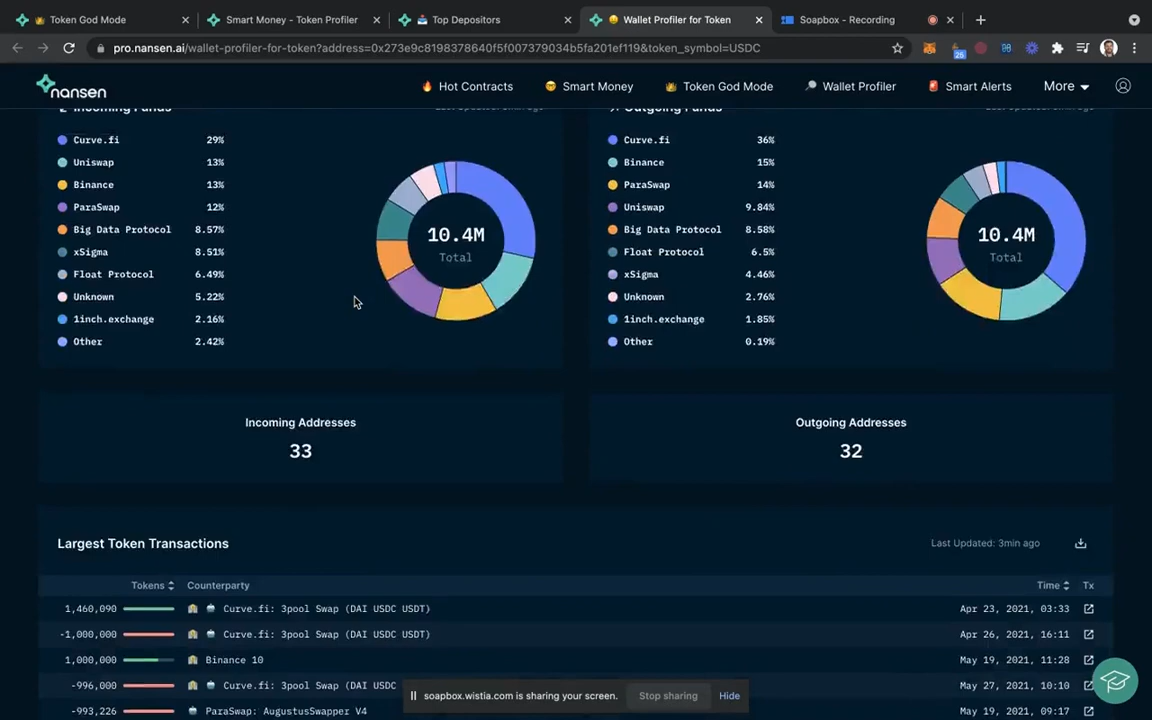 Token God Mode
Smart Money - Token Profiler
Top Depositors
Wallet Profiler for Token
Soapbox - Recording
pro.nansen.ai/wallet-profiler-for-token?address=0x273e9c8198378640f5f007379034b5fa201ef119&token_symbol=USDC
25
nansen
Hot Contracts
Smart Money
Token God Mode
Wallet Profiler
Smart Alerts
More
Incoming Funds
Outgoing Funds
Curve.fi 29%
Uniswap 13%
Binance 13%
ParaSwap 12%
Big Data Protocol 8.57%
xSigma 8.51%
Float Protocol 6.49%
Unknown 5.22%
1inch.exchange 2.16%
Other 2.42%
10.4M
Total
Curve.fi 36%
Binance 15%
ParaSwap 14%
Uniswap 9.84%
Big Data Protocol 8.58%
Float Protocol 6.5%
xSigma 4.46%
Unknown 2.76%
1inch.exchange 1.85%
Other 0.19%
10.4M
Total
Incoming Addresses
33
Outgoing Addresses
32
Largest Token Transactions
Last Updated: 3min ago
Tokens Counterparty Time Tx
1,460,090 Curve.fi: 3pool Swap (DAI USDC USDT) Apr 23, 2021, 03:33
-1,000,000 Curve.fi: 3pool Swap (DAI USDC USDT) Apr 26, 2021, 16:11
1,000,000 Binance 10 May 19, 2021, 11:28
-996,000 Curve.fi: 3pool Swap (DAI USDC May 27, 2021, 10:10
-993,226 ParaSwap: AugustusSwapper V4 May 19, 2021, 09:17
soapbox.wistia.com is sharing your screen.
Stop sharing
Hide